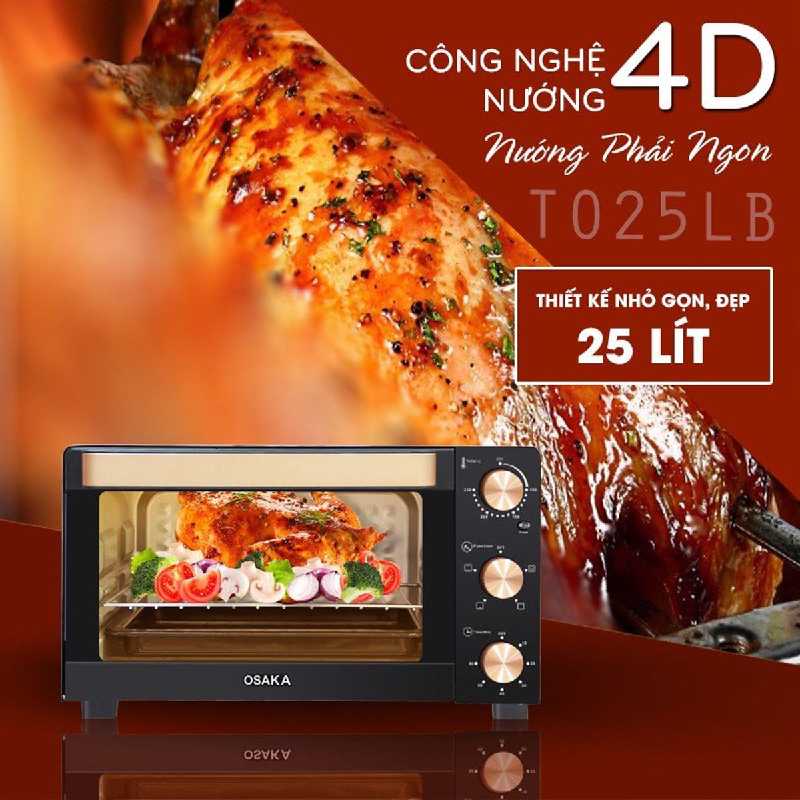 CÔNG NGHỆ 4D
NƯỚNG
Nướng Phải Ngon
T025LB
THIẾT KẾ NHỎ GỌN, ĐẸP
25 LÍT
OSAKA